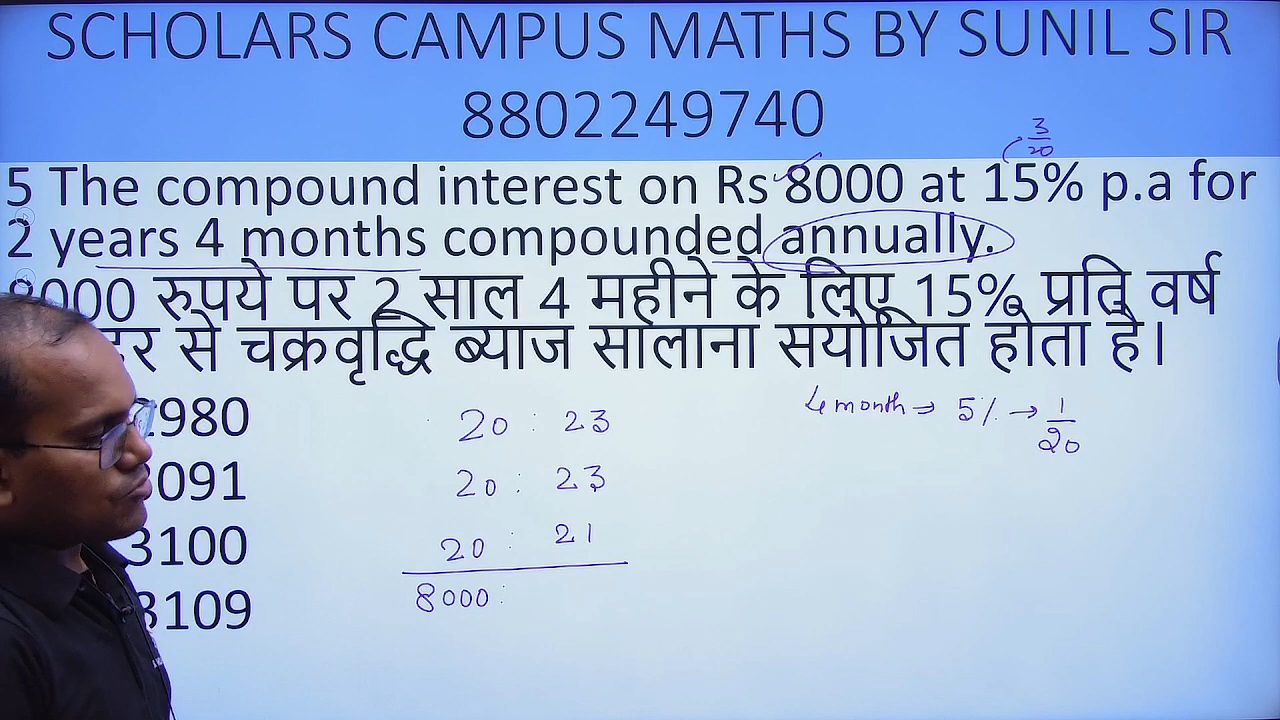 SCHOLARS CAMPUS MATHS BY SUNIL SIR
8802249740
3
20
5 The compound interest on Rs 8000 at 15% p.a for
2 years 4 months compounded annually.
8000 रुपये पर 2 साल 4 महीने के लिए 15% प्रति वर्ष
से चक्रवृद्धि ब्याज सालाना संयोजित होता है।
980
091
3100
3109
20 : 23
20 : 23
20 : 21
8000 :
4 month ⇒ 5% → 1
20